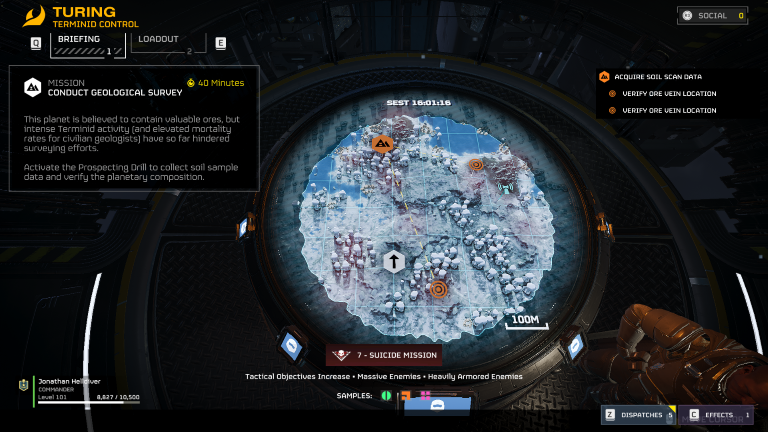 TURING
TERMINID CONTROL
SOCIAL 0
Q
BRIEFING
1
LOADOUT
2
E
MISSION
40 Minutes
CONDUCT GEOLOGICAL SURVEY
This planet is believed to contain valuable ores, but
intense Terminid activity (and elevated mortality
rates for civilian geologists) have so far hindered
surveying efforts.
Activate the Prospecting Drill to collect soil sample
data and verify the planetary composition.
ACQUIRE SOIL SCAN DATA
VERIFY ORE VEIN LOCATION
VERIFY ORE VEIN LOCATION
SEST 16:01:16
100M
7 - SUICIDE MISSION
Tactical Objectives Increase • Massive Enemies • Heavily Armored Enemies
SAMPLES:
Jonathan Helldiver
COMMANDER
Level 101
8,827 / 10,500
Z DISPATCHES 5
C EFFECTS 1
CURSOR